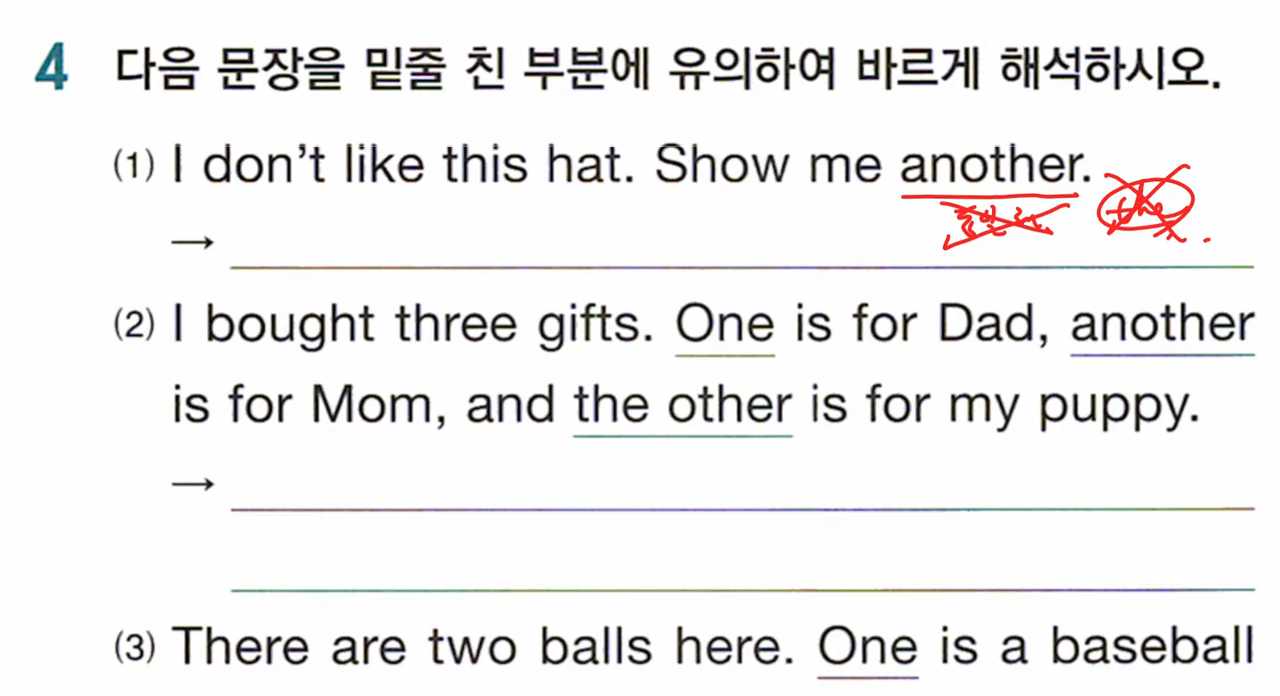 4 다음 문장을 밑줄 친 부분에 유의하여 바르게 해석하시오.
(1) I don't like this hat. Show me another.
→
(2) I bought three gifts. One is for Dad, another
is for Mom, and the other is for my puppy.
→
(3) There are two balls here. One is a baseball